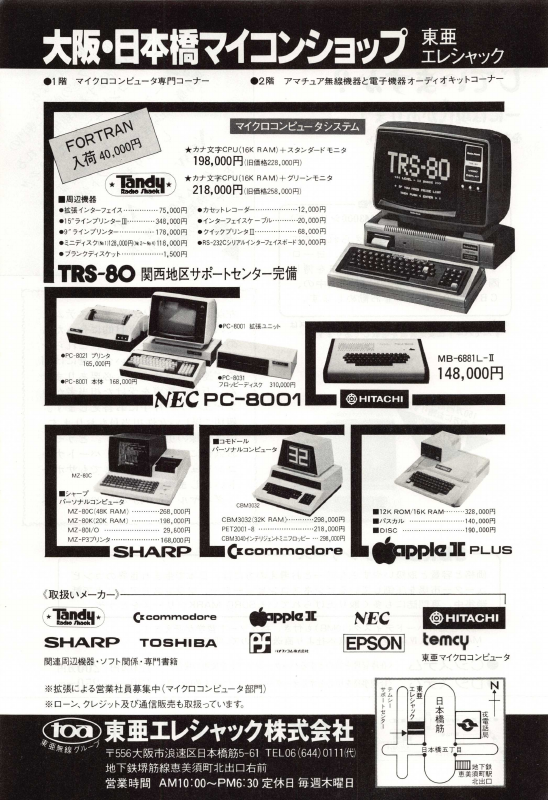 大阪・日本橋マイコンショップ 東亜エレシャック
●1階 マイクロコンピュータ専門コーナー ●2階 アマチュア無線機器と電子機器オーディオキットコーナー
FORTRAN
入荷 40,000円
マイクロコンピュータシステム
★カナ文字CPU(16K RAM)+スタンダードモニタ
198,000円(旧価格228,000円)
★カナ文字CPU(16K RAM)+グリーンモニタ
218,000円(旧価格258,000円)
Tandy
Radio Shack
TRS-80
■周辺機器
●拡張インターフェイス 75,000円
●15"ラインプリンターⅢ 348,000円
●9"ラインプリンター 178,000円
●ミニディスク(No1)128,000円(No2〜No4)118,000円
●ブランクディスケット 1,500円
●カセットレコーダー 12,000円
●インターフェイスケーブル 20,000円
●クイックプリンタⅡ 68,000円
●RS-232Cシリアルインターフェイスボード 30,000円
TRS-80 関西地区サポートセンター完備
●PC-8001 拡張ユニット
●PC-8021 プリンタ
165,000円
●PC-8001 本体 168,000円
●PC-8031
フロッピーディスク 310,000円
NEC PC-8001
MB-6881L-Ⅱ
148,000円
HITACHI
MZ-80C
■シャープ
パーソナルコンピュータ
MZ-80C(48K RAM) 268,000円
MZ-80K(20K RAM) 198,000円
MZ-80I/O 29,500円
MZ-P3プリンタ 168,000円
SHARP
■コモドール
パーソナルコンピュータ
32
CBM3032
CBM3032(32K RAM) 298,000円
PET2001-8 218,000円
CBM3040インテリジェントミニフロッピー 298,000円
commodore
■12K ROM/16K RAM 328,000円
■パスカル 140,000円
■DISC 190,000円
apple II PLUS
《取扱いメーカー》
Tandy
Radio Shack
commodore
apple II
NEC
HITACHI
SHARP
TOSHIBA
EPSON
temcy
関連周辺機器・ソフト関係・専門書籍
東亜マイクロコンピュータ
※拡張による営業社員募集中(マイクロコンピュータ部門)
※ローン、クレジット及び通信販売も取扱っています。
toa
東亜無線グループ
東亜エレシャック株式会社
〒556大阪市浪速区日本橋筋5-61 TEL06(644)0111(代)
地下鉄堺筋線恵美須町北出口右前
営業時間 AM10:00〜PM6:30 定休日 毎週木曜日
テムシー
サポートセンター
東亜
エレシャック
日本橋筋
N
日本橋五丁目
地下鉄
恵美須町駅
北出口